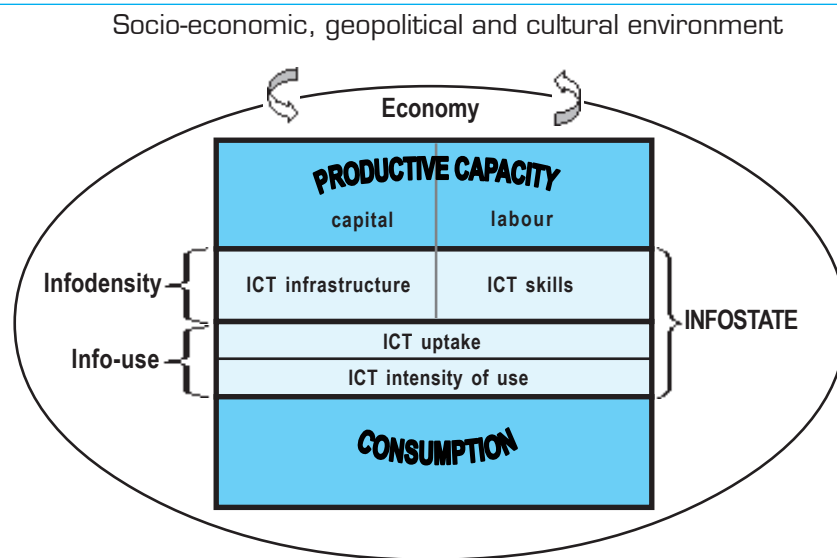 Socio-economic, geopolitical and cultural environment
Economy
PRODUCTIVE CAPACITY
capital labour
Infodensity ICT infrastructure ICT skills
INFOSTATE
ICT uptake
Info-use
ICT intensity of use
CONSUMPTION